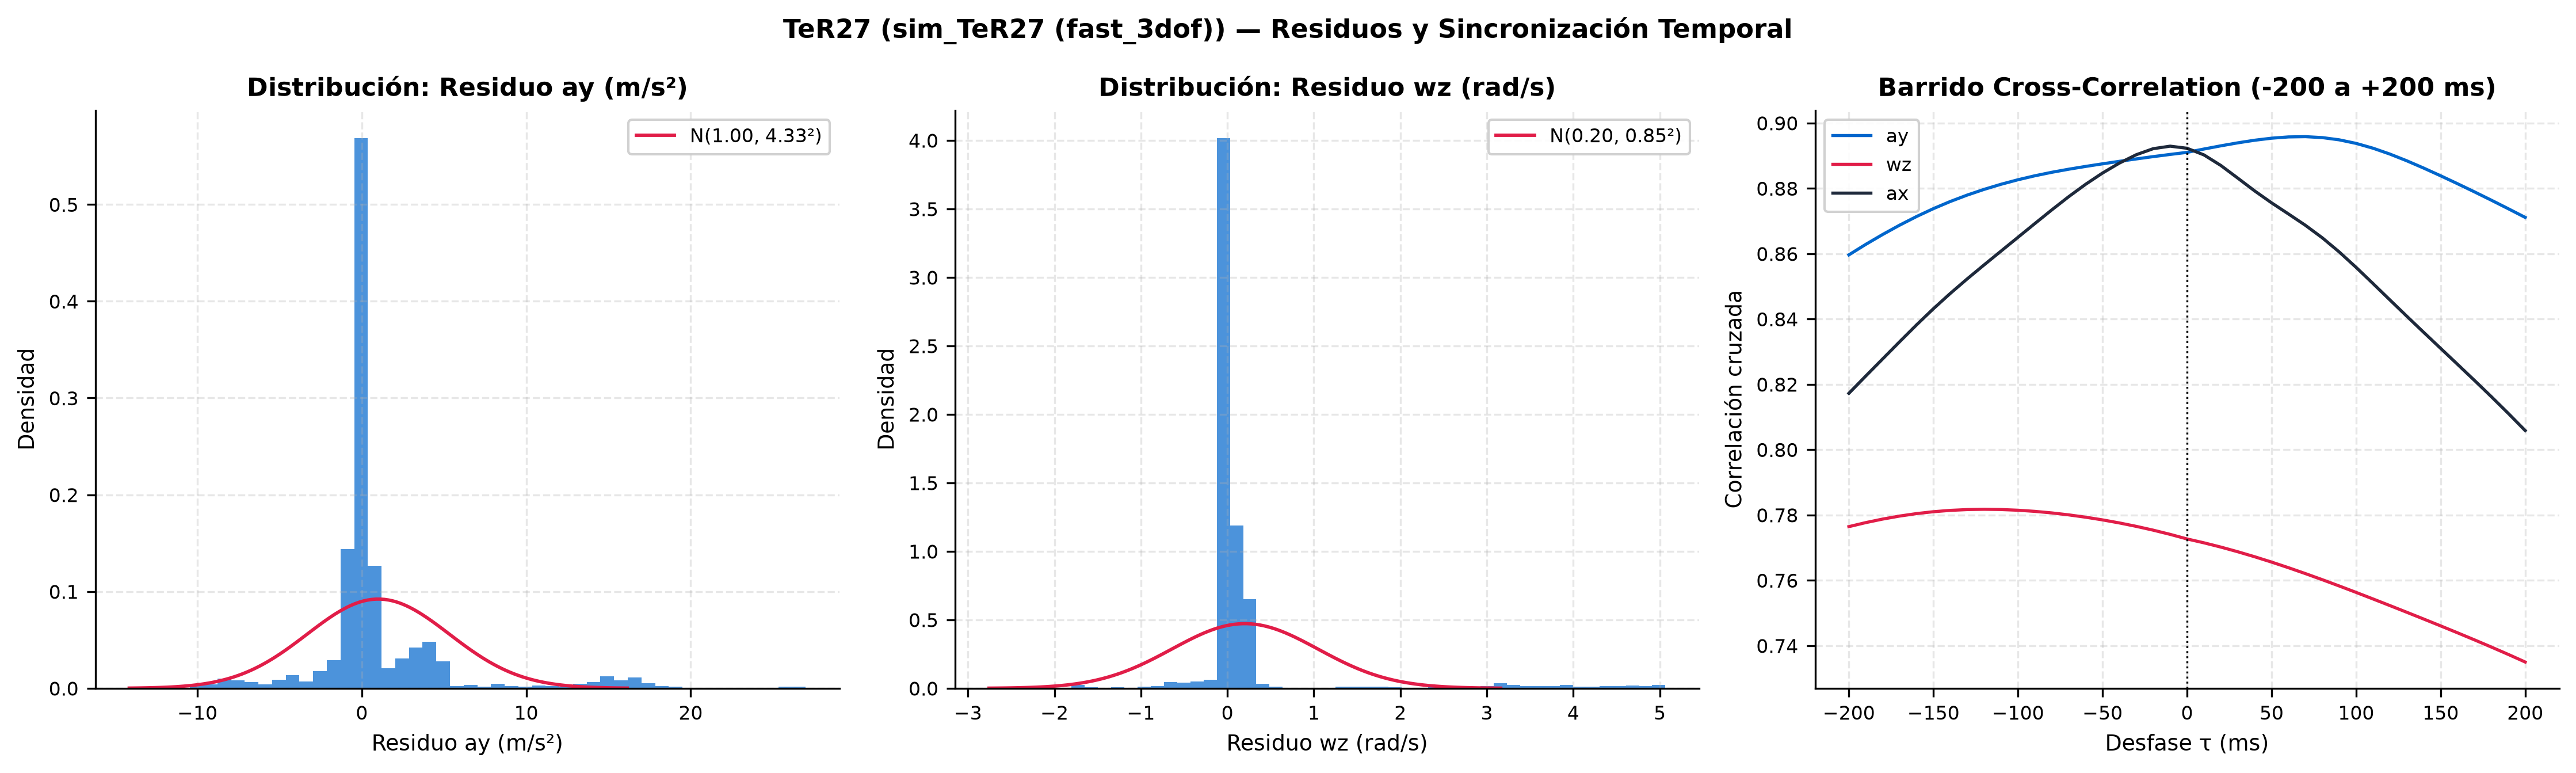 TeR27 (sim_TeR27 (fast_3dof)) — Residuos y Sincronización Temporal
Distribución: Residuo ay (m/s²)
N(1.00, 4.33²)
Densidad
0.5
0.4
0.3
0.2
0.1
0.0
−10 0 10 20
Residuo ay (m/s²)
Distribución: Residuo wz (rad/s)
N(0.20, 0.85²)
Densidad
4.0
3.5
3.0
2.5
2.0
1.5
1.0
0.5
0.0
−3 −2 −1 0 1 2 3 4 5
Residuo wz (rad/s)
Barrido Cross-Correlation (-200 a +200 ms)
ay
wz
ax
Correlación cruzada
0.90
0.88
0.86
0.84
0.82
0.80
0.78
0.76
0.74
−200 −150 −100 −50 0 50 100 150 200
Desfase τ (ms)